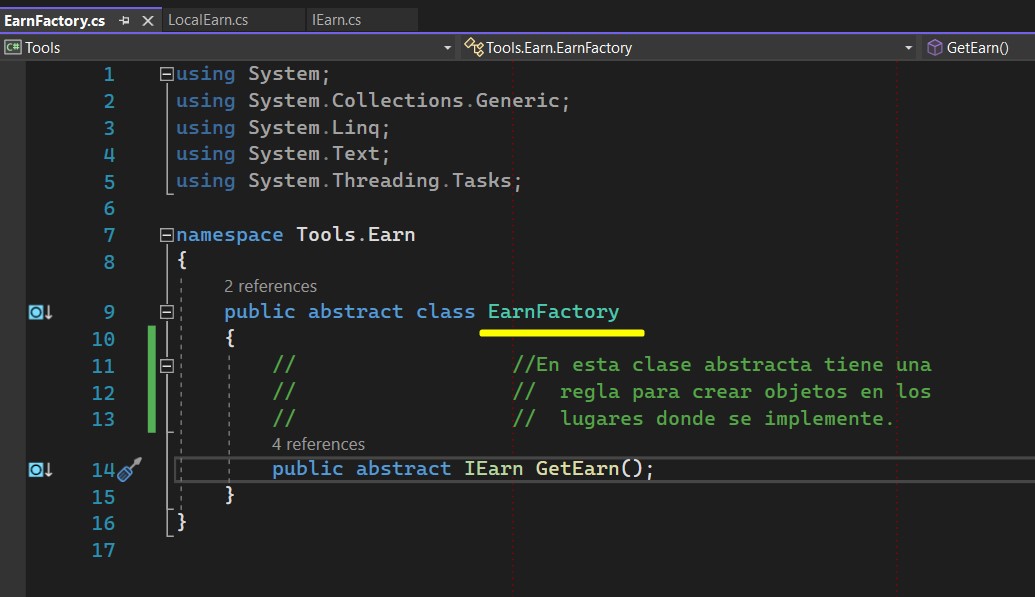 EarnFactory.cs LocalEarn.cs IEarn.cs
C# Tools Tools.Earn.EarnFactory GetEarn()
1 using System;
2 using System.Collections.Generic;
3 using System.Linq;
4 using System.Text;
5 using System.Threading.Tasks;
6
7 namespace Tools.Earn
8 {
2 references
9 public abstract class EarnFactory
10 {
11 // //En esta clase abstracta tiene una
12 // // regla para crear objetos en los
13 // // lugares donde se implemente.
4 references
14 public abstract IEarn GetEarn();
15 }
16 }
17